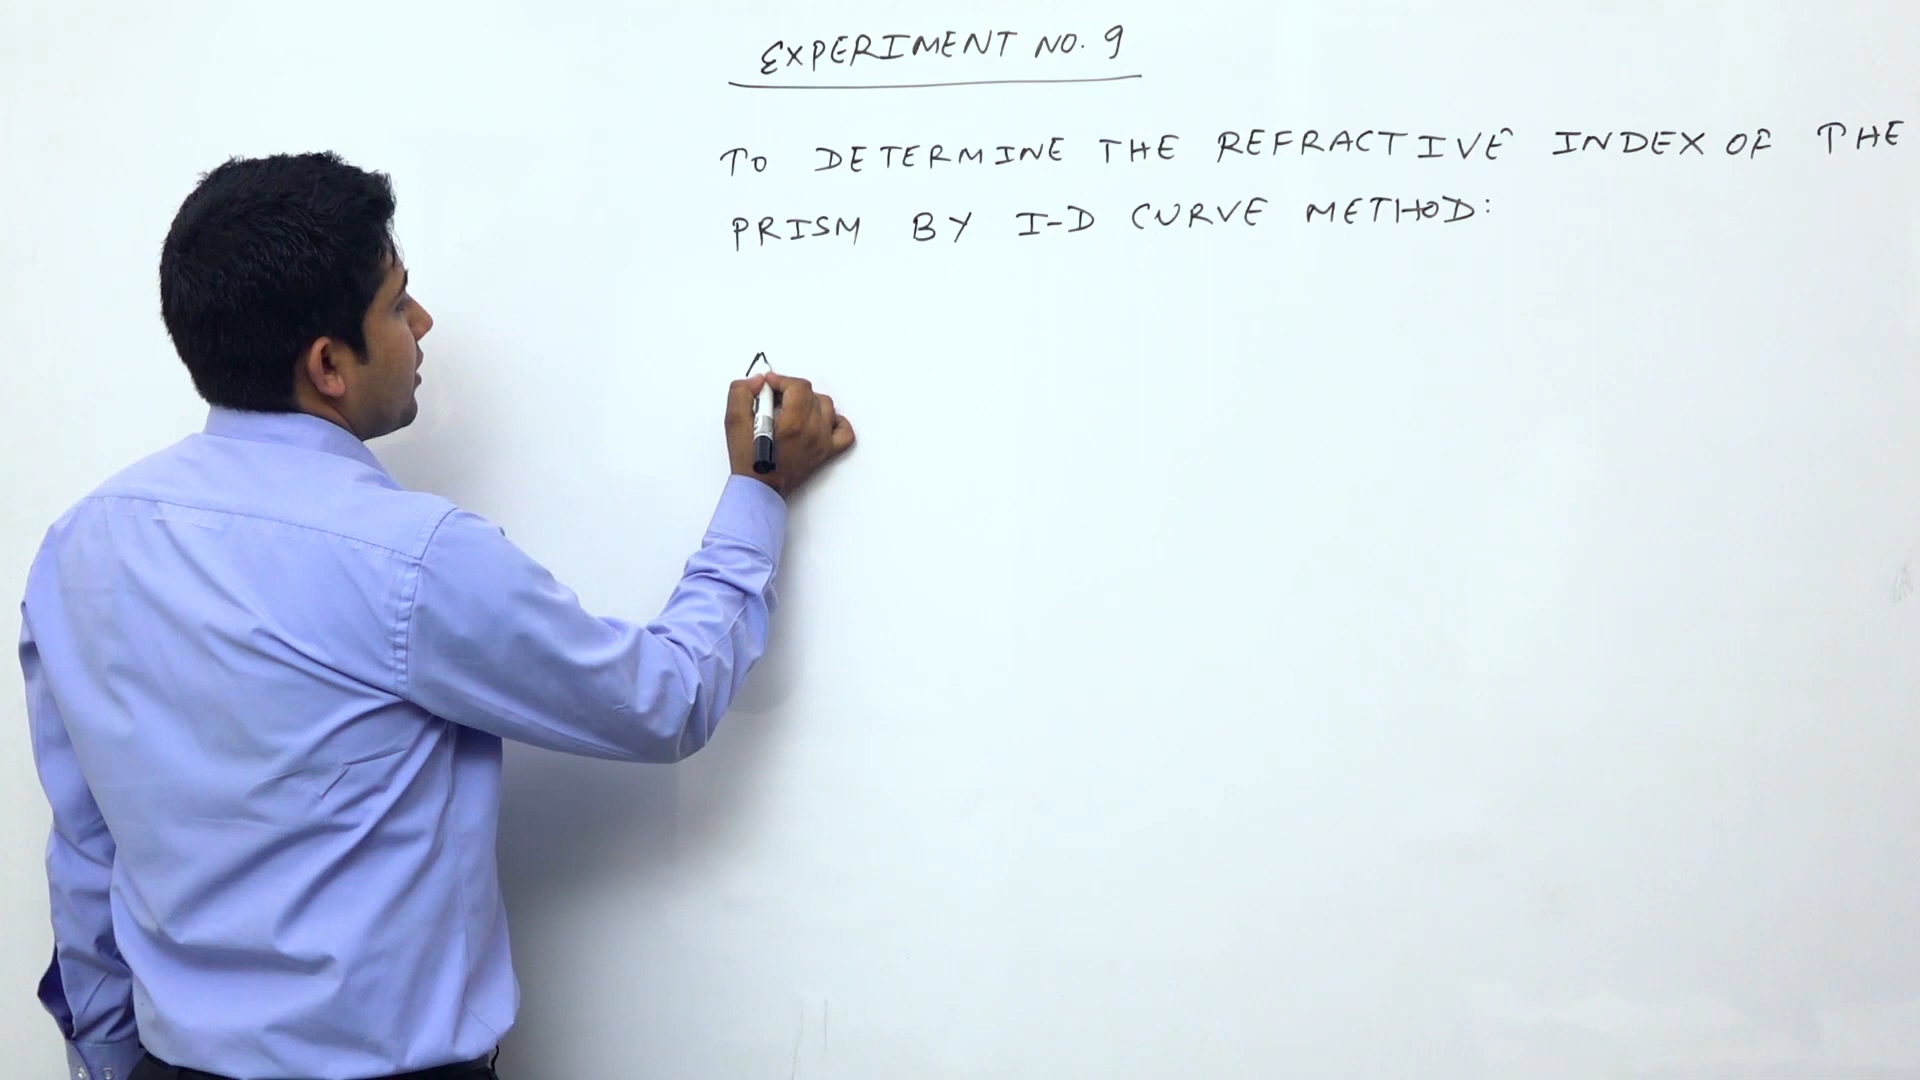 EXPERIMENT NO. 9
TO DETERMINE THE REFRACTIVE INDEX OF THE
PRISM BY I-D CURVE METHOD: